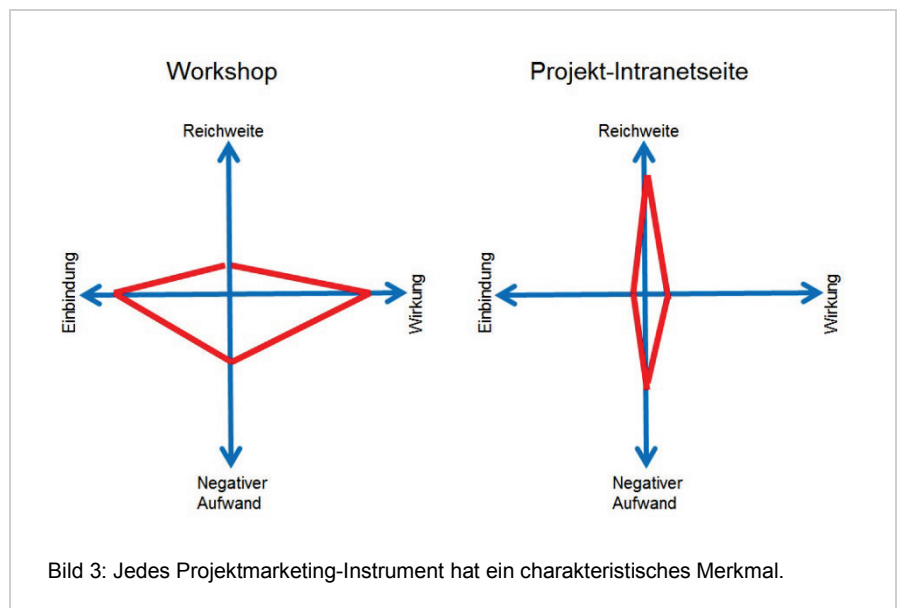 Workshop
Projekt-Intranetseite
Reichweite
Einbindung
Wirkung
Negativer
Aufwand
Reichweite
Einbindung
Wirkung
Negativer
Aufwand
Bild 3: Jedes Projektmarketing-Instrument hat ein charakteristisches Merkmal.